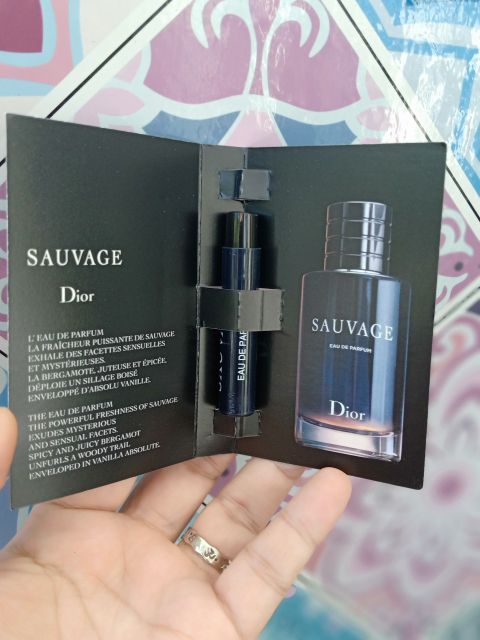 SAUVAGE
Dior
L'EAU DE PARFUM
LA FRAÎCHEUR PUISSANTE DE SAUVAGE
EXHALE DES FACETTES SENSUELLES
ET MYSTÉRIEUSES.
LA BERGAMOTE, JUTEUSE ET ÉPICÉE,
DÉPLOIE UN SILLAGE BOISÉ
ENVELOPPÉ D'ABSOLU VANILLE.
THE EAU DE PARFUM
THE POWERFUL FRESHNESS OF SAUVAGE
EXUDES MYSTERIOUS
AND SENSUAL FACETS.
SPICY AND JUICY BERGAMOT
UNFURLS A WOODY TRAIL
ENVELOPED IN VANILLA ABSOLUTE.
EAU DE PAR
SAUVAGE
EAU DE PARFUM
Dior